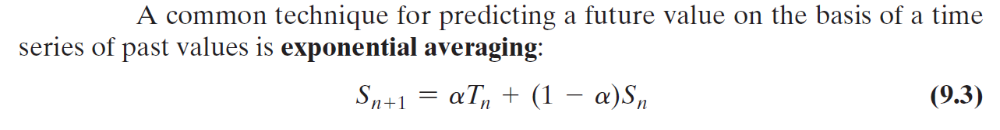 A common technique for predicting a future value on the basis of a time
series of past values is exponential averaging:
Sₙ₊₁ = αTₙ + (1 − α)Sₙ (9.3)